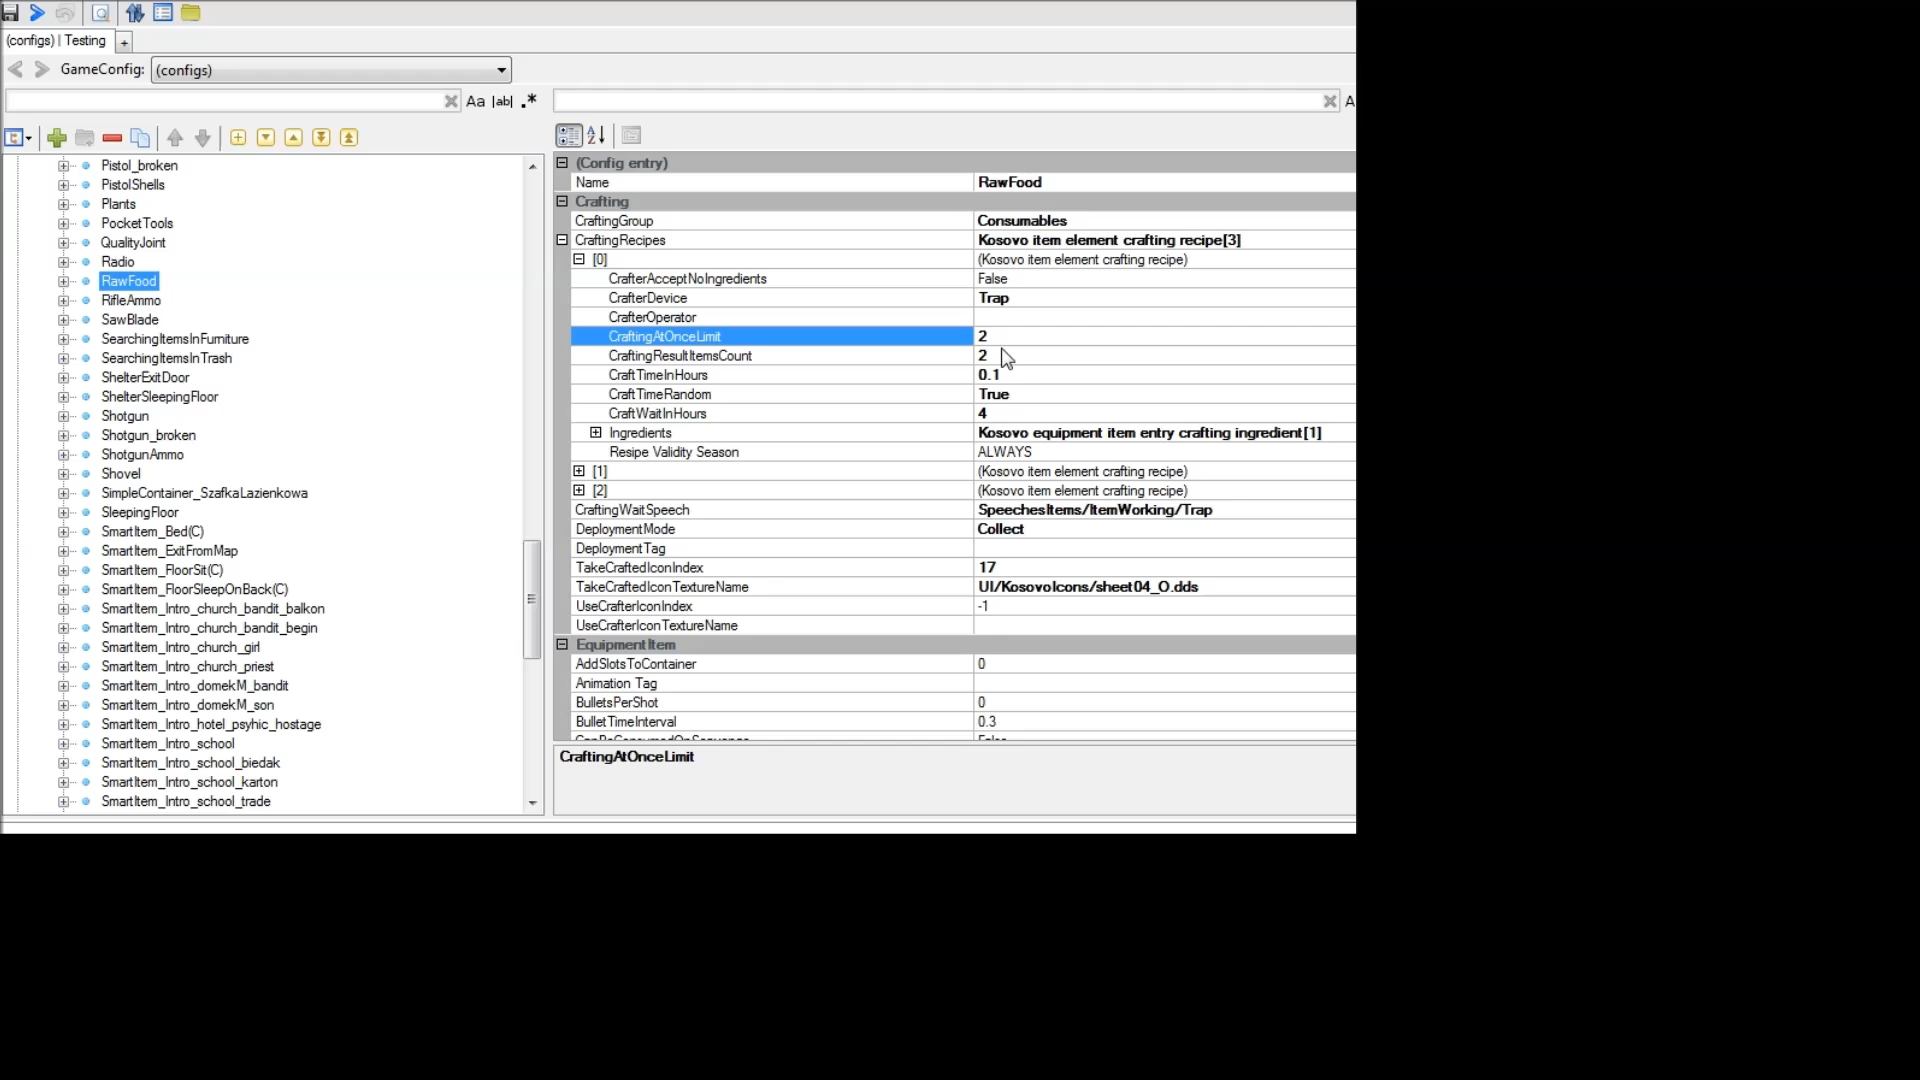 (configs) | Testing
+
GameConfig: (configs)
Aa |ab| .*
A
Pistol_broken
PistolShells
Plants
PocketTools
QualityJoint
Radio
RawFood
RifleAmmo
SawBlade
SearchingItemsInFurniture
SearchingItemsInTrash
ShelterExitDoor
ShelterSleepingFloor
Shotgun
Shotgun_broken
ShotgunAmmo
Shovel
SimpleContainer_SzafkaLazienkowa
SleepingFloor
SmartItem_Bed(C)
SmartItem_ExitFromMap
SmartItem_FloorSit(C)
SmartItem_FloorSleepOnBack(C)
SmartItem_Intro_church_bandit_balkon
SmartItem_Intro_church_bandit_begin
SmartItem_Intro_church_girl
SmartItem_Intro_church_priest
SmartItem_Intro_domekM_bandit
SmartItem_Intro_domekM_son
SmartItem_Intro_hotel_psyhic_hostage
SmartItem_Intro_school
SmartItem_Intro_school_biedak
SmartItem_Intro_school_karton
SmartItem_Intro_school_trade
(Config entry)
Name RawFood
Crafting
CraftingGroup Consumables
CraftingRecipes Kosovo item element crafting recipe[3]
[0] (Kosovo item element crafting recipe)
CrafterAcceptNoIngredients False
CrafterDevice Trap
CrafterOperator
CraftingAtOnceLimit 2
CraftingResultItemsCount 2
CraftTimeInHours 0.1
CraftTimeRandom True
CraftWaitInHours 4
Ingredients Kosovo equipment item entry crafting ingredient[1]
Resipe Validity Season ALWAYS
[1] (Kosovo item element crafting recipe)
[2] (Kosovo item element crafting recipe)
CraftingWaitSpeech SpeechesItems/ItemWorking/Trap
DeploymentMode Collect
DeploymentTag
TakeCraftedIconIndex 17
TakeCraftedIconTextureName UI/KosovoIcons/sheet04_O.dds
UseCrafterIconIndex -1
UseCrafterIconTextureName
EquipmentItem
AddSlotsToContainer 0
Animation Tag
BulletsPerShot 0
BulletTimeInterval 0.3
CanBeConsumedOnSequence False
CraftingAtOnceLimit